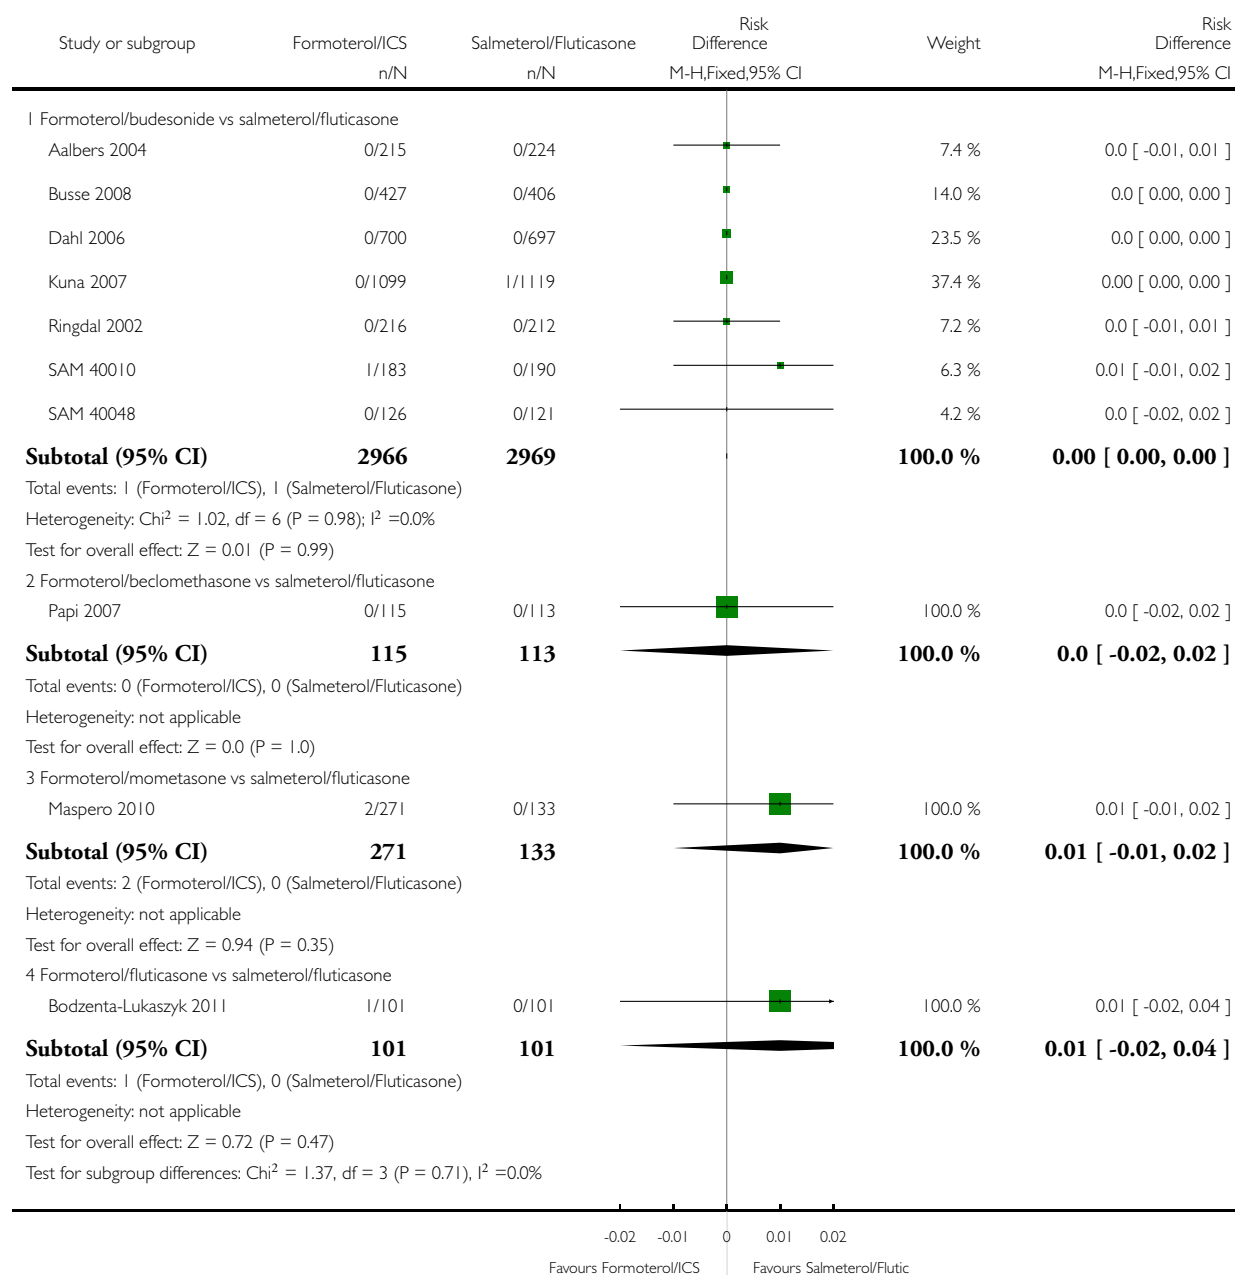 Study or subgroup Formoterol/ICS Salmeterol/Fluticasone Risk Difference Weight Risk Difference
n/N n/N M-H,Fixed,95% CI M-H,Fixed,95% CI
1 Formoterol/budesonide vs salmeterol/fluticasone
Aalbers 2004 0/215 0/224 7.4 % 0.0 [ -0.01, 0.01 ]
Busse 2008 0/427 0/406 14.0 % 0.0 [ 0.00, 0.00 ]
Dahl 2006 0/700 0/697 23.5 % 0.0 [ 0.00, 0.00 ]
Kuna 2007 0/1099 1/1119 37.4 % 0.00 [ 0.00, 0.00 ]
Ringdal 2002 0/216 0/212 7.2 % 0.0 [ -0.01, 0.01 ]
SAM 40010 1/183 0/190 6.3 % 0.01 [ -0.01, 0.02 ]
SAM 40048 0/126 0/121 4.2 % 0.0 [ -0.02, 0.02 ]
Subtotal (95% CI) 2966 2969 100.0 % 0.00 [ 0.00, 0.00 ]
Total events: 1 (Formoterol/ICS), 1 (Salmeterol/Fluticasone)
Heterogeneity: Chi² = 1.02, df = 6 (P = 0.98); I² =0.0%
Test for overall effect: Z = 0.01 (P = 0.99)
2 Formoterol/beclomethasone vs salmeterol/fluticasone
Papi 2007 0/115 0/113 100.0 % 0.0 [ -0.02, 0.02 ]
Subtotal (95% CI) 115 113 100.0 % 0.0 [ -0.02, 0.02 ]
Total events: 0 (Formoterol/ICS), 0 (Salmeterol/Fluticasone)
Heterogeneity: not applicable
Test for overall effect: Z = 0.0 (P = 1.0)
3 Formoterol/mometasone vs salmeterol/fluticasone
Maspero 2010 2/271 0/133 100.0 % 0.01 [ -0.01, 0.02 ]
Subtotal (95% CI) 271 133 100.0 % 0.01 [ -0.01, 0.02 ]
Total events: 2 (Formoterol/ICS), 0 (Salmeterol/Fluticasone)
Heterogeneity: not applicable
Test for overall effect: Z = 0.94 (P = 0.35)
4 Formoterol/fluticasone vs salmeterol/fluticasone
Bodzenta-Lukaszyk 2011 1/101 0/101 100.0 % 0.01 [ -0.02, 0.04 ]
Subtotal (95% CI) 101 101 100.0 % 0.01 [ -0.02, 0.04 ]
Total events: 1 (Formoterol/ICS), 0 (Salmeterol/Fluticasone)
Heterogeneity: not applicable
Test for overall effect: Z = 0.72 (P = 0.47)
Test for subgroup differences: Chi² = 1.37, df = 3 (P = 0.71), I² =0.0%
-0.02 -0.01 0 0.01 0.02
Favours Formoterol/ICS Favours Salmeterol/Flutic